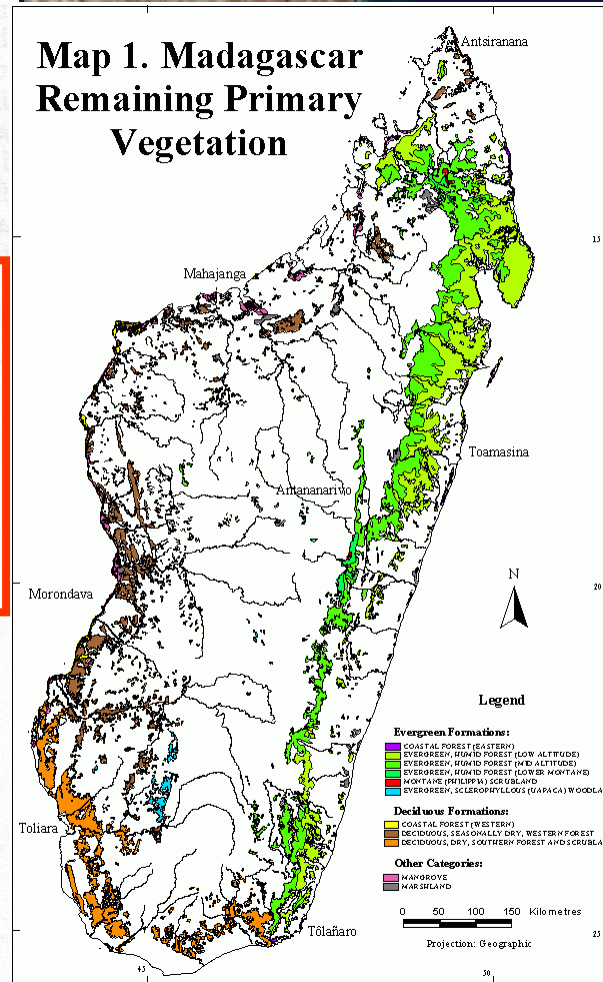 Map 1. Madagascar
Remaining Primary
Vegetation
Antsiranana
15
Mahajanga
Toamasina
Antananarivo
Morondava
20
N
Legend
Evergreen Formations:
COASTAL FOREST (EASTERN)
EVERGREEN, HUMID FOREST (LOW ALTITUDE)
EVERGREEN, HUMID FOREST (MID ALTITUDE)
EVERGREEN, HUMID FOREST (LOWER MONTANE)
MONTANE (PHILIPPIA) SCRUBLAND
EVERGREEN, SCLEROPHYLLOUS (UAPACA) WOODLA
Deciduous Formations:
COASTAL FOREST (WESTERN)
DECIDUOUS, SEASONALLY DRY, WESTERN FOREST
DECIDUOUS, DRY, SOUTHERN FOREST AND SCRUBLA
Toliara
Other Categories:
MANGROVE
MARSHLAND
0 50 100 150 Kilometres
Tôlañaro
Projection: Geographic
25
45
50